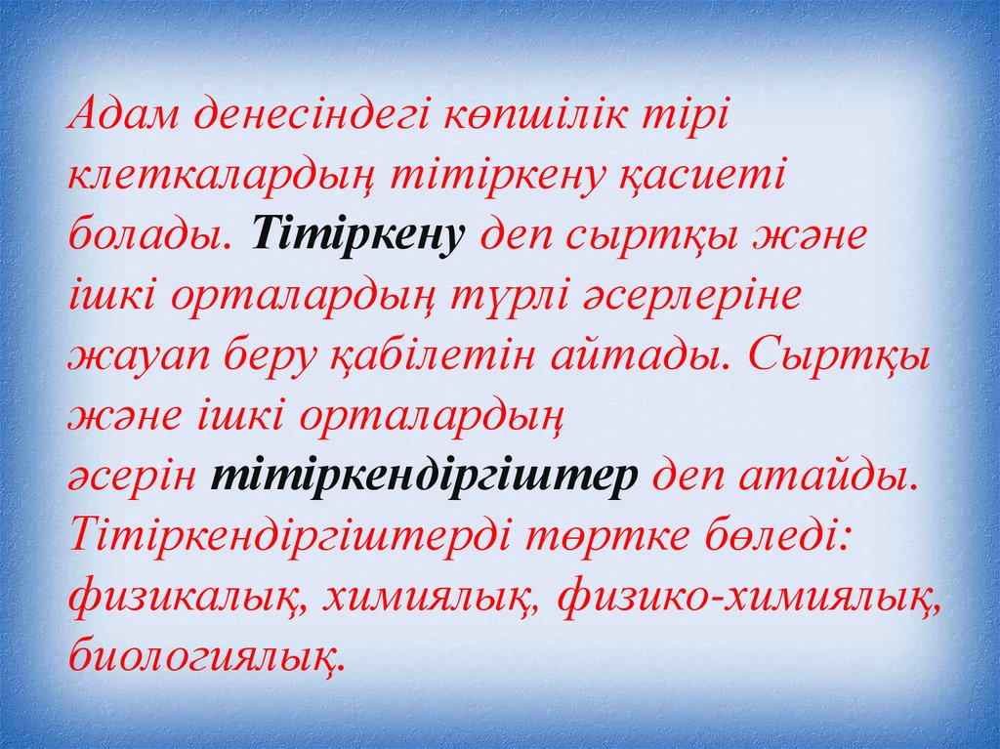 Адам денесіндегі көпшілік тірі
клеткалардың тітіркену қасиеті
болады. Тітіркену деп сыртқы және
ішкі орталардың түрлі әсерлеріне
жауап беру қабілетін айтады. Сыртқы
және ішкі орталардың
әсерін тітіркендіргіштер деп атайды.
Тітіркендіргіштерді төртке бөледі:
физикалық, химиялық, физико-химиялық,
биологиялық.